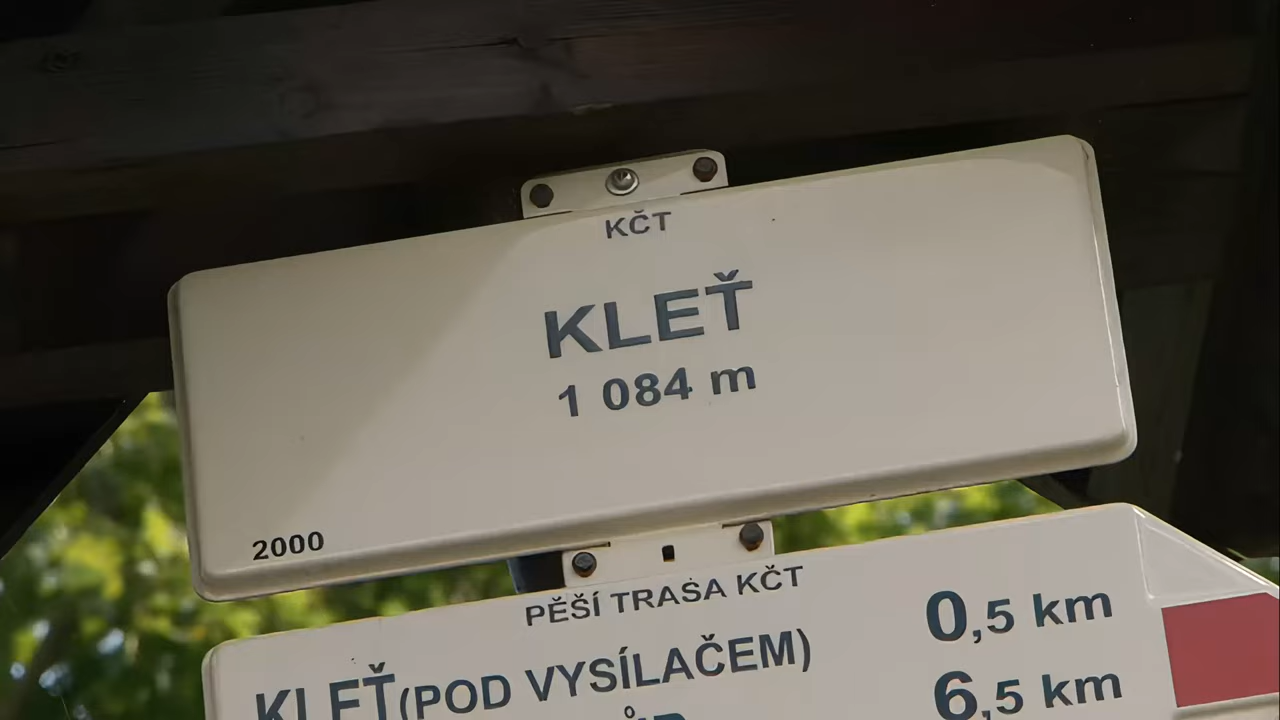 KČT
KLEŤ
1 084 m
2000
PĚŠÍ TRASA KČT
KLEŤ(POD VYSÍLAČEM) 0,5 km
6,5 km